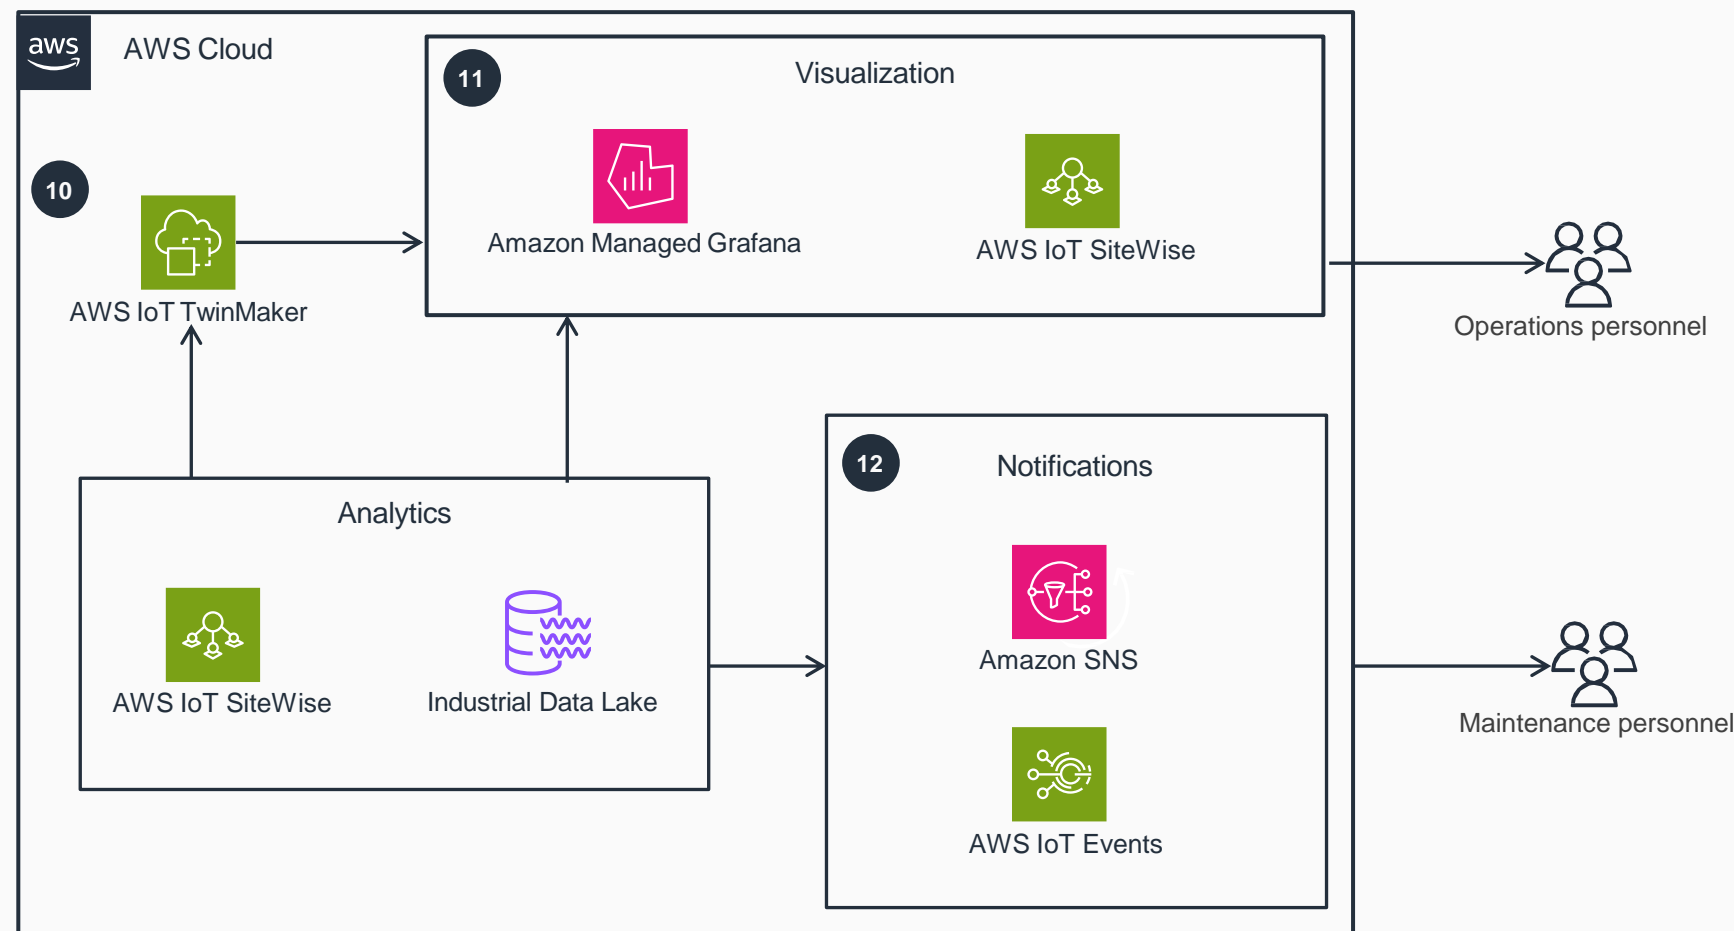 aws
AWS Cloud
11
Visualization
10
Amazon Managed Grafana
AWS IoT SiteWise
AWS IoT TwinMaker
Operations personnel
12
Notifications
Analytics
Amazon SNS
AWS IoT SiteWise
Industrial Data Lake
Maintenance personnel
AWS IoT Events